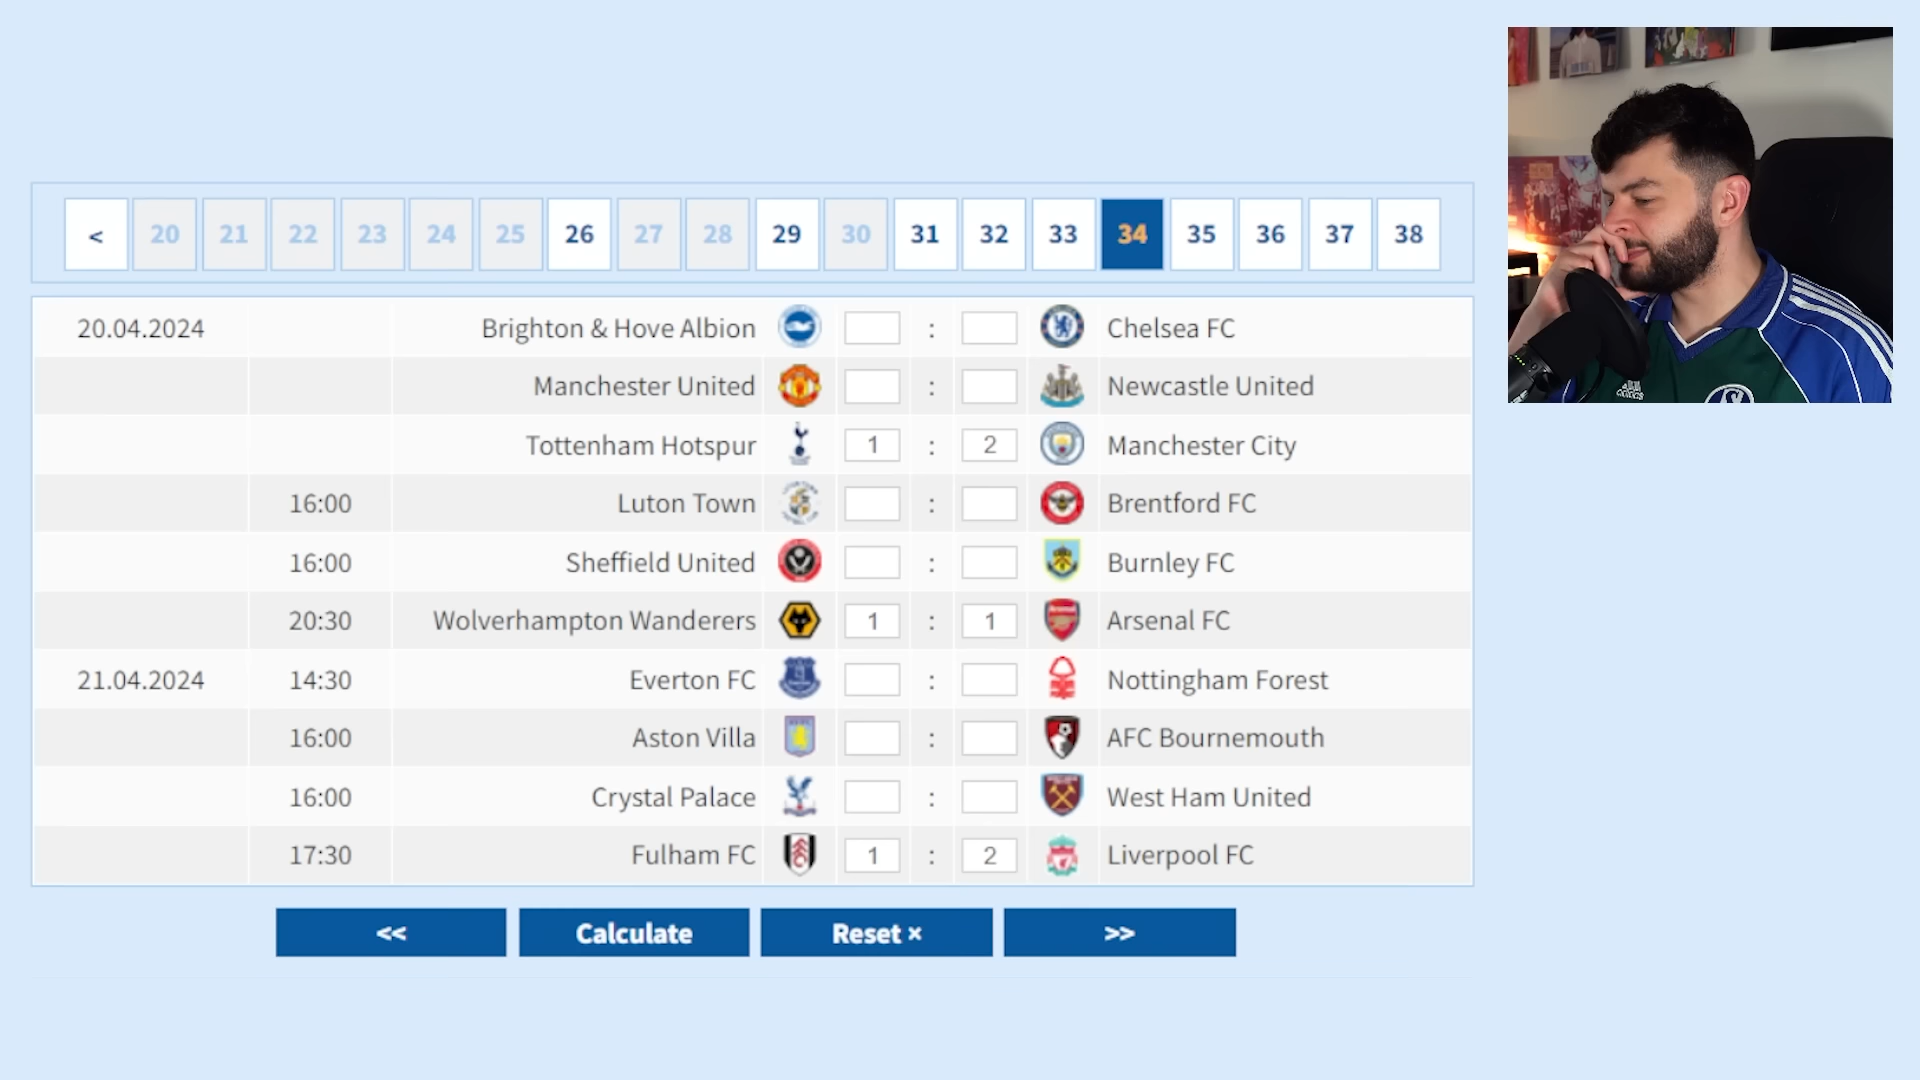 < 20 21 22 23 24 25 26 27 28 29 30 31 32 33 34 35 36 37 38
20.04.2024 Brighton & Hove Albion : Chelsea FC
Manchester United : Newcastle United
Tottenham Hotspur 1 : 2 Manchester City
16:00 Luton Town : Brentford FC
16:00 Sheffield United : Burnley FC
20:30 Wolverhampton Wanderers 1 : 1 Arsenal FC
21.04.2024 14:30 Everton FC : Nottingham Forest
16:00 Aston Villa : AFC Bournemouth
16:00 Crystal Palace : West Ham United
17:30 Fulham FC 1 : 2 Liverpool FC
<< Calculate Reset × >>
adidas